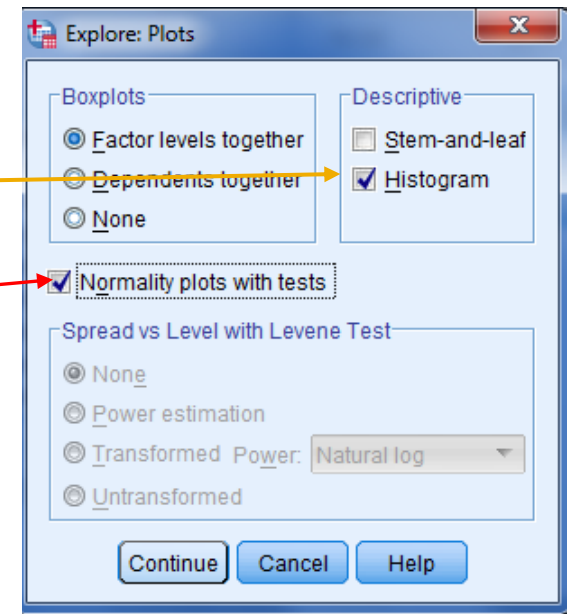 Explore: Plots
Boxplots
Factor levels together
Dependents together
None
Descriptive
Stem-and-leaf
Histogram
Normality plots with tests
Spread vs Level with Levene Test
None
Power estimation
Transformed Power: Natural log
Untransformed
Continue Cancel Help